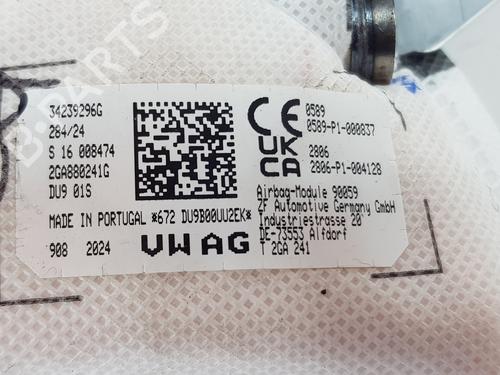 34239296G
284/24
S 16 008474
2GA880241G
DU9 01S
MADE IN PORTUGAL *672 DU9B00UU2EK*
908 2024
VW AG
CE 0589
0589-P1-000837
UK CA 2806
2806-P1-004128
Airbag-Module 90059
ZF Automotive Germany GmbH
Industriestrasse 20
DE-73553 Alfdorf
T 2GA 241
B-PARTS